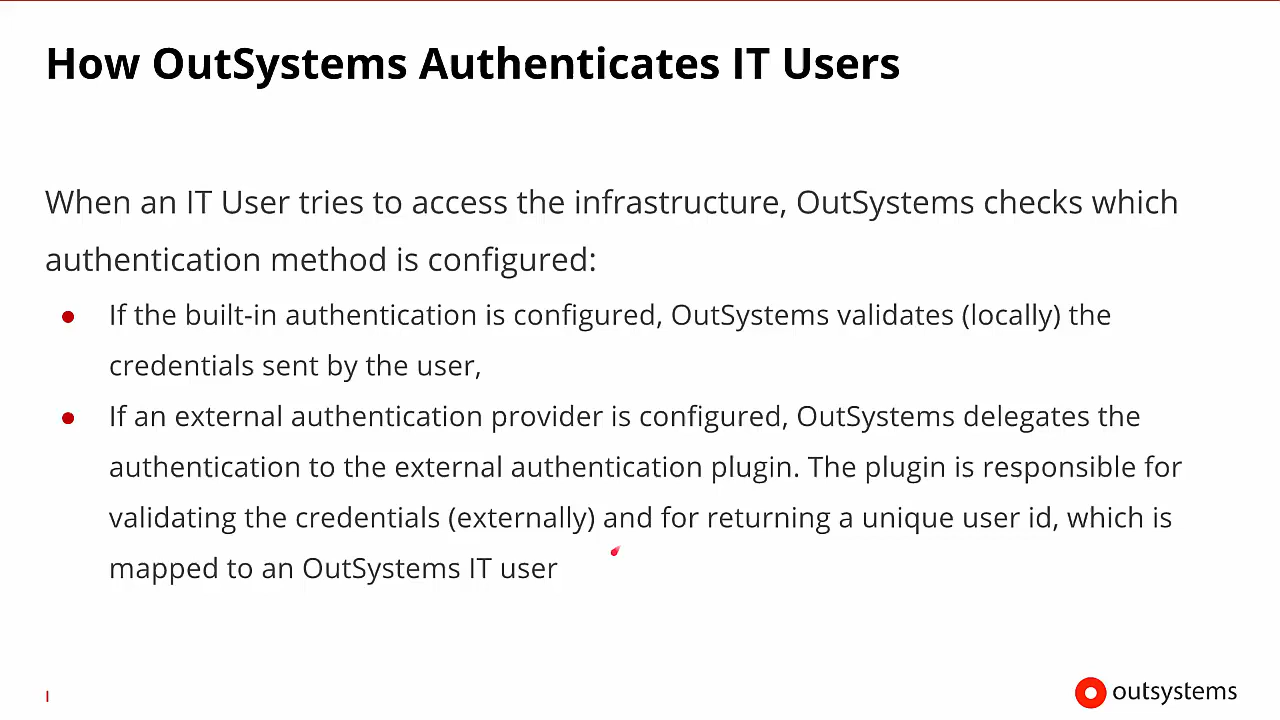 How OutSystems Authenticates IT Users
When an IT User tries to access the infrastructure, OutSystems checks which
authentication method is configured:
● If the built-in authentication is configured, OutSystems validates (locally) the
credentials sent by the user,
● If an external authentication provider is configured, OutSystems delegates the
authentication to the external authentication plugin. The plugin is responsible for
validating the credentials (externally) and for returning a unique user id, which is
mapped to an OutSystems IT user
I
outsystems